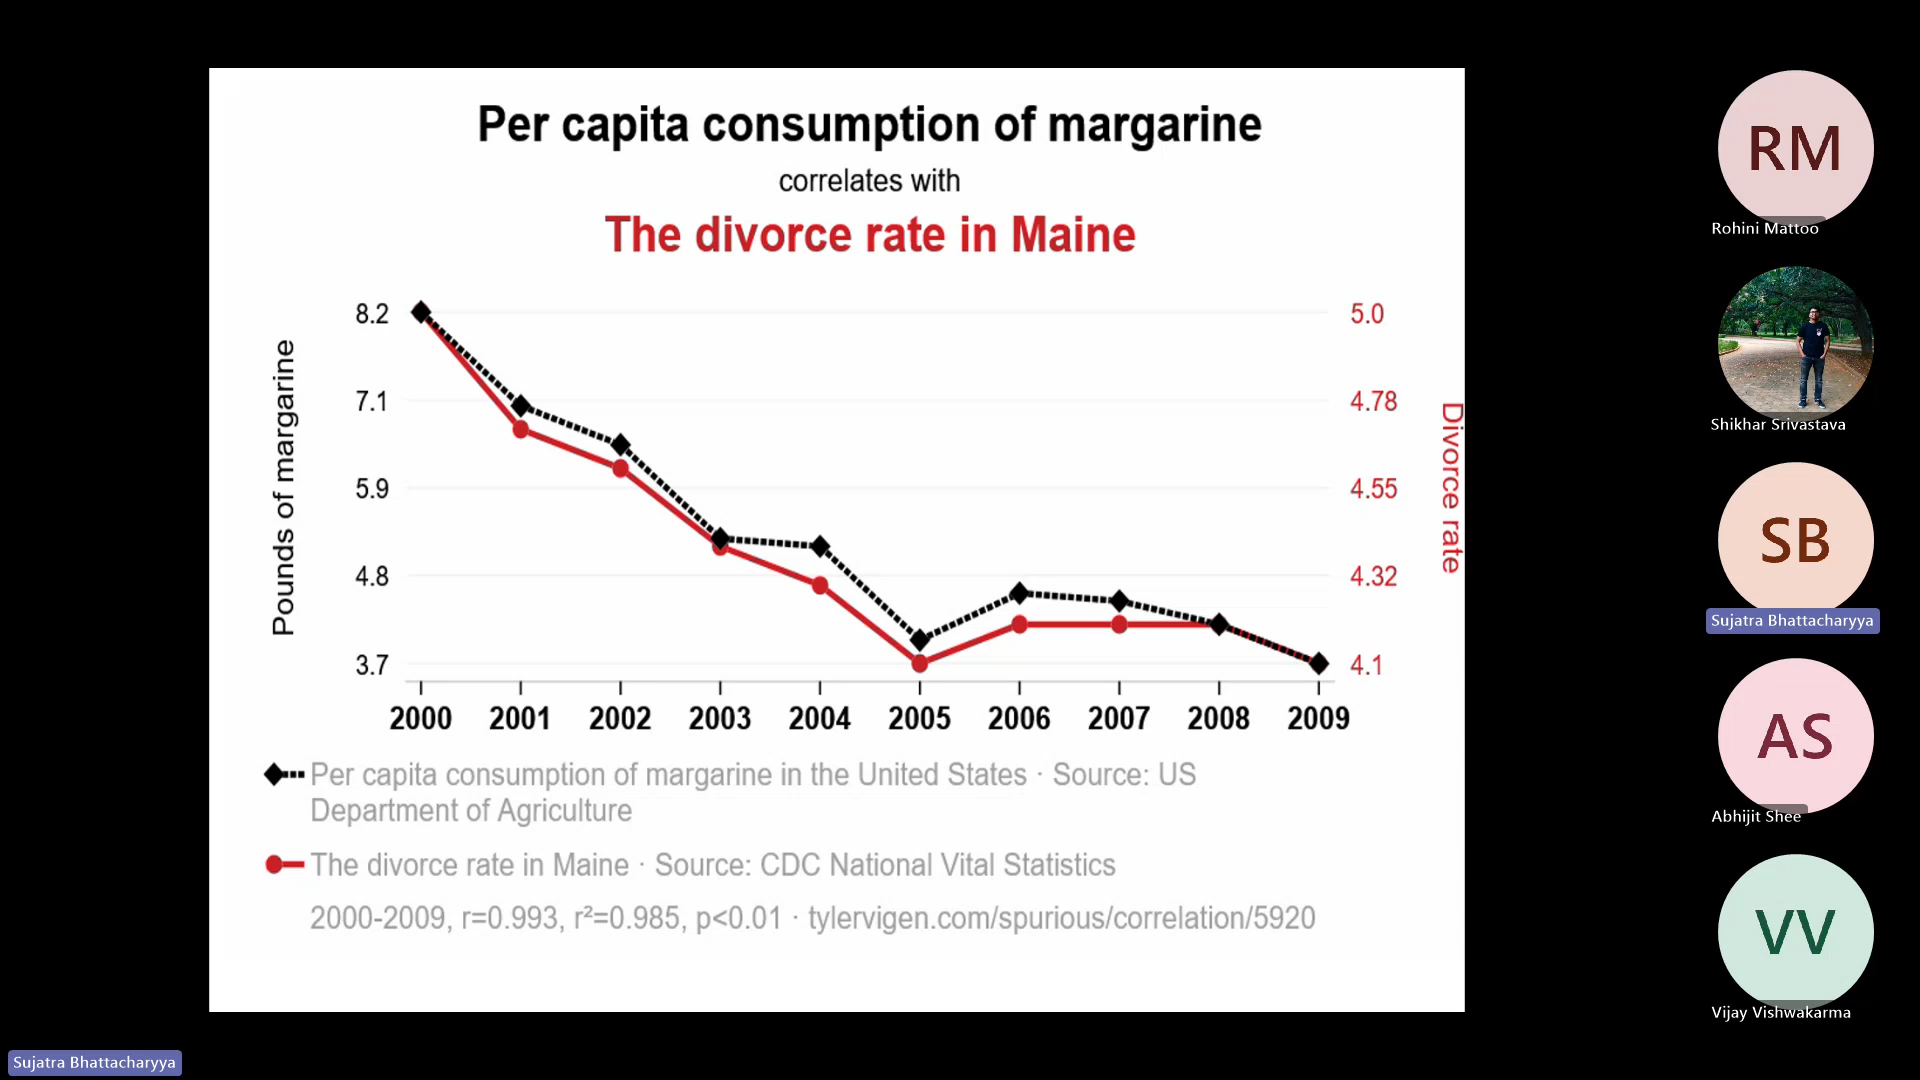 Per capita consumption of margarine
correlates with
The divorce rate in Maine
Pounds of margarine
8.2
7.1
5.9
4.8
3.7
5.0
4.78
4.55
4.32
4.1
Divorce rate
2000 2001 2002 2003 2004 2005 2006 2007 2008 2009
Per capita consumption of margarine in the United States · Source: US
Department of Agriculture
The divorce rate in Maine · Source: CDC National Vital Statistics
2000-2009, r=0.993, r²=0.985, p<0.01 · tylervigen.com/spurious/correlation/5920
RM
Rohini Mattoo
Shikhar Srivastava
SB
Sujatra Bhattacharyya
AS
Abhijit Shee
VV
Vijay Vishwakarma
Sujatra Bhattacharyya